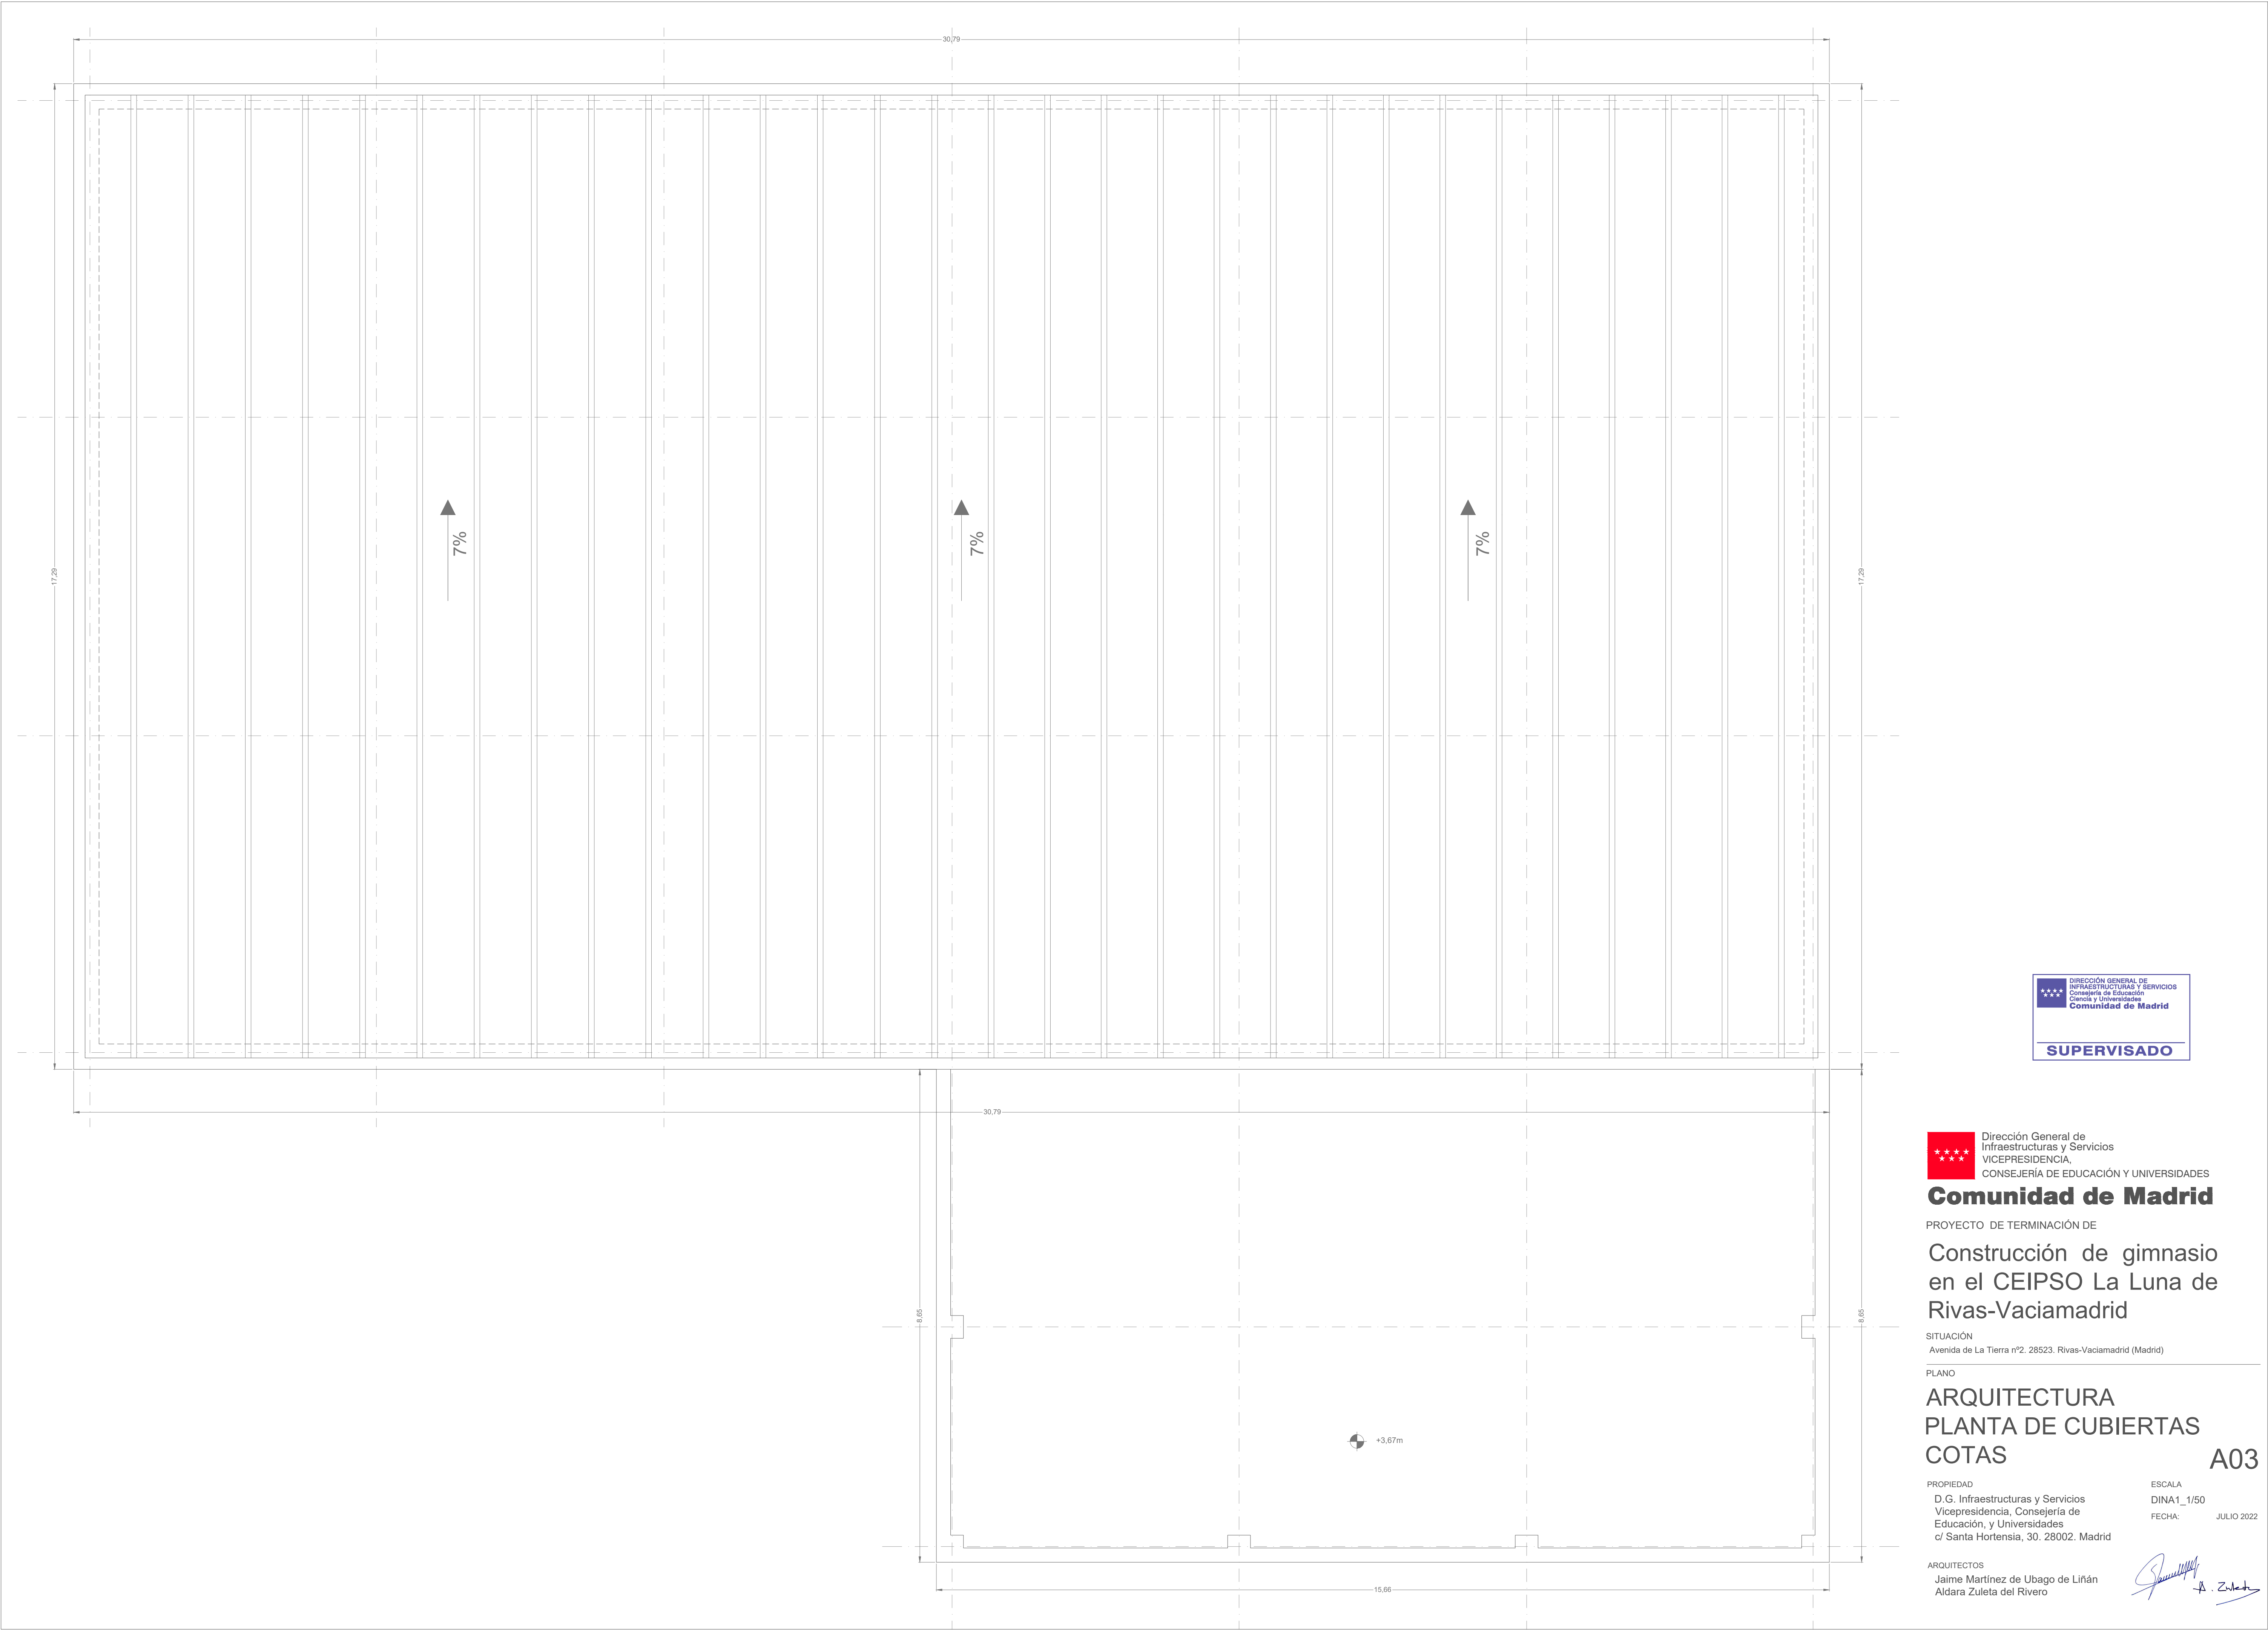 30,79
7%
7%
7%
17,29
17,29
30,79
8,65
8,65
+3,67m
15,66
DIRECCIÓN GENERAL DE
INFRAESTRUCTURAS Y SERVICIOS
Consejería de Educación
Ciencia y Universidades
Comunidad de Madrid
SUPERVISADO
Dirección General de
Infraestructuras y Servicios
VICEPRESIDENCIA,
CONSEJERÍA DE EDUCACIÓN Y UNIVERSIDADES
Comunidad de Madrid
PROYECTO DE TERMINACIÓN DE
Construcción de gimnasio
en el CEIPSO La Luna de
Rivas-Vaciamadrid
SITUACIÓN
Avenida de La Tierra nº2. 28523. Rivas-Vaciamadrid (Madrid)
PLANO
ARQUITECTURA
PLANTA DE CUBIERTAS
COTAS
A03
PROPIEDAD
D.G. Infraestructuras y Servicios
Vicepresidencia, Consejería de
Educación, y Universidades
c/ Santa Hortensia, 30. 28002. Madrid
ESCALA
DINA1_1/50
FECHA: JULIO 2022
ARQUITECTOS
Jaime Martínez de Ubago de Liñán
Aldara Zuleta del Rivero
A. Zuleta